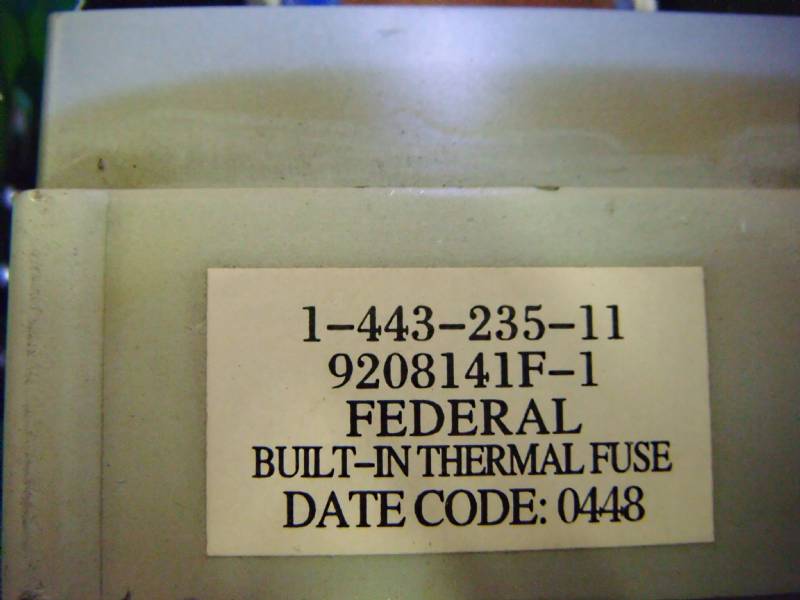 1-443-235-11
9208141F-1
FEDERAL
BUILT-IN THERMAL FUSE
DATE CODE: 0448